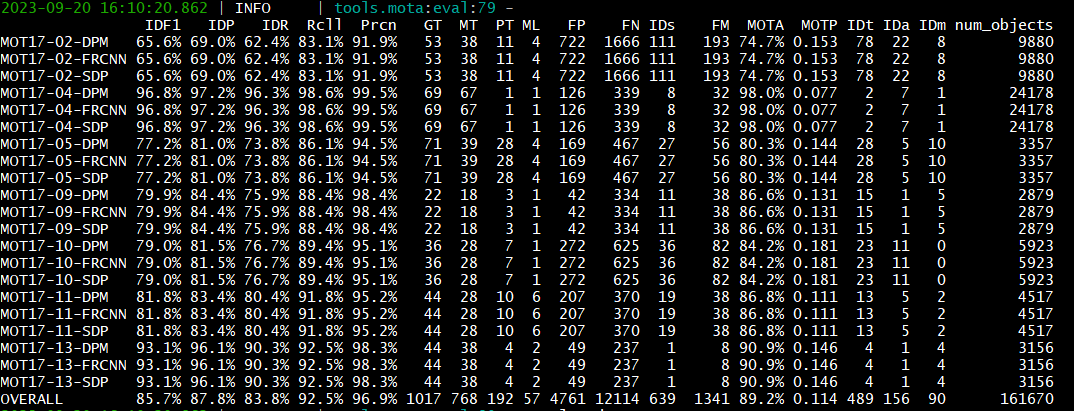 2023-09-20 16:10:20.862 | INFO     | tools.mota:eval:79 -
IDF1 IDP IDR Rcll Prcn GT MT PT ML FP FN IDs FM MOTA MOTP IDt IDa IDm num_objects
MOT17-02-DPM 65.6% 69.0% 62.4% 83.1% 91.9% 53 38 11 4 722 1666 111 193 74.7% 0.153 78 22 8 9880
MOT17-02-FRCNN 65.6% 69.0% 62.4% 83.1% 91.9% 53 38 11 4 722 1666 111 193 74.7% 0.153 78 22 8 9880
MOT17-02-SDP 65.6% 69.0% 62.4% 83.1% 91.9% 53 38 11 4 722 1666 111 193 74.7% 0.153 78 22 8 9880
MOT17-04-DPM 96.8% 97.2% 96.3% 98.6% 99.5% 69 67 1 1 126 339 8 32 98.0% 0.077 2 7 1 24178
MOT17-04-FRCNN 96.8% 97.2% 96.3% 98.6% 99.5% 69 67 1 1 126 339 8 32 98.0% 0.077 2 7 1 24178
MOT17-04-SDP 96.8% 97.2% 96.3% 98.6% 99.5% 69 67 1 1 126 339 8 32 98.0% 0.077 2 7 1 24178
MOT17-05-DPM 77.2% 81.0% 73.8% 86.1% 94.5% 71 39 28 4 169 467 27 56 80.3% 0.144 28 5 10 3357
MOT17-05-FRCNN 77.2% 81.0% 73.8% 86.1% 94.5% 71 39 28 4 169 467 27 56 80.3% 0.144 28 5 10 3357
MOT17-05-SDP 77.2% 81.0% 73.8% 86.1% 94.5% 71 39 28 4 169 467 27 56 80.3% 0.144 28 5 10 3357
MOT17-09-DPM 79.9% 84.4% 75.9% 88.4% 98.4% 22 18 3 1 42 334 11 38 86.6% 0.131 15 1 5 2879
MOT17-09-FRCNN 79.9% 84.4% 75.9% 88.4% 98.4% 22 18 3 1 42 334 11 38 86.6% 0.131 15 1 5 2879
MOT17-09-SDP 79.9% 84.4% 75.9% 88.4% 98.4% 22 18 3 1 42 334 11 38 86.6% 0.131 15 1 5 2879
MOT17-10-DPM 79.0% 81.5% 76.7% 89.4% 95.1% 36 28 7 1 272 625 36 82 84.2% 0.181 23 11 0 5923
MOT17-10-FRCNN 79.0% 81.5% 76.7% 89.4% 95.1% 36 28 7 1 272 625 36 82 84.2% 0.181 23 11 0 5923
MOT17-10-SDP 79.0% 81.5% 76.7% 89.4% 95.1% 36 28 7 1 272 625 36 82 84.2% 0.181 23 11 0 5923
MOT17-11-DPM 81.8% 83.4% 80.4% 91.8% 95.2% 44 28 10 6 207 370 19 38 86.8% 0.111 13 5 2 4517
MOT17-11-FRCNN 81.8% 83.4% 80.4% 91.8% 95.2% 44 28 10 6 207 370 19 38 86.8% 0.111 13 5 2 4517
MOT17-11-SDP 81.8% 83.4% 80.4% 91.8% 95.2% 44 28 10 6 207 370 19 38 86.8% 0.111 13 5 2 4517
MOT17-13-DPM 93.1% 96.1% 90.3% 92.5% 98.3% 44 38 4 2 49 237 1 8 90.9% 0.146 4 1 4 3156
MOT17-13-FRCNN 93.1% 96.1% 90.3% 92.5% 98.3% 44 38 4 2 49 237 1 8 90.9% 0.146 4 1 4 3156
MOT17-13-SDP 93.1% 96.1% 90.3% 92.5% 98.3% 44 38 4 2 49 237 1 8 90.9% 0.146 4 1 4 3156
OVERALL 85.7% 87.8% 83.8% 92.5% 96.9% 1017 768 192 57 4761 12114 639 1341 89.2% 0.114 489 156 90 161670